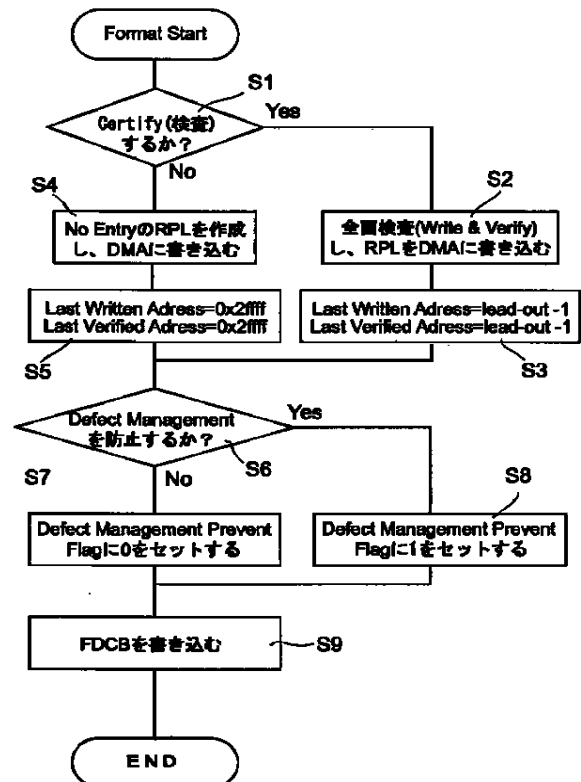 Format Start
S1
Certify(検査)
するか?
Yes
No
S4
S2
No EntryのRPLを作成
し、DMAに書き込む
全面検査(Write & Verify)
し、RPLをDMAに書き込む
Last Written Adress=0x2ffff
Last Verified Adress=0x2ffff
Last Written Adress=lead-out -1
Last Verified Adress=lead-out -1
S5
S3
Defect Management
を防止するか?
Yes
S6
S7
No
S8
Defect Management Prevent
Flagに0をセットする
Defect Management Prevent
Flagに1をセットする
FDCBを書き込む
S9
END